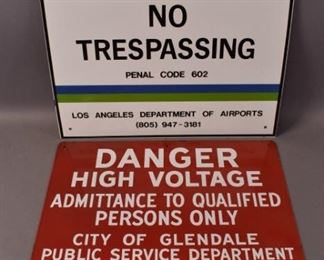 NO
TRESPASSING
PENAL CODE 602
LOS ANGELES DEPARTMENT OF AIRPORTS
(805) 947-3181
DANGER
HIGH VOLTAGE
ADMITTANCE TO QUALIFIED
PERSONS ONLY
CITY OF GLENDALE
PUBLIC SERVICE DEPARTMENT